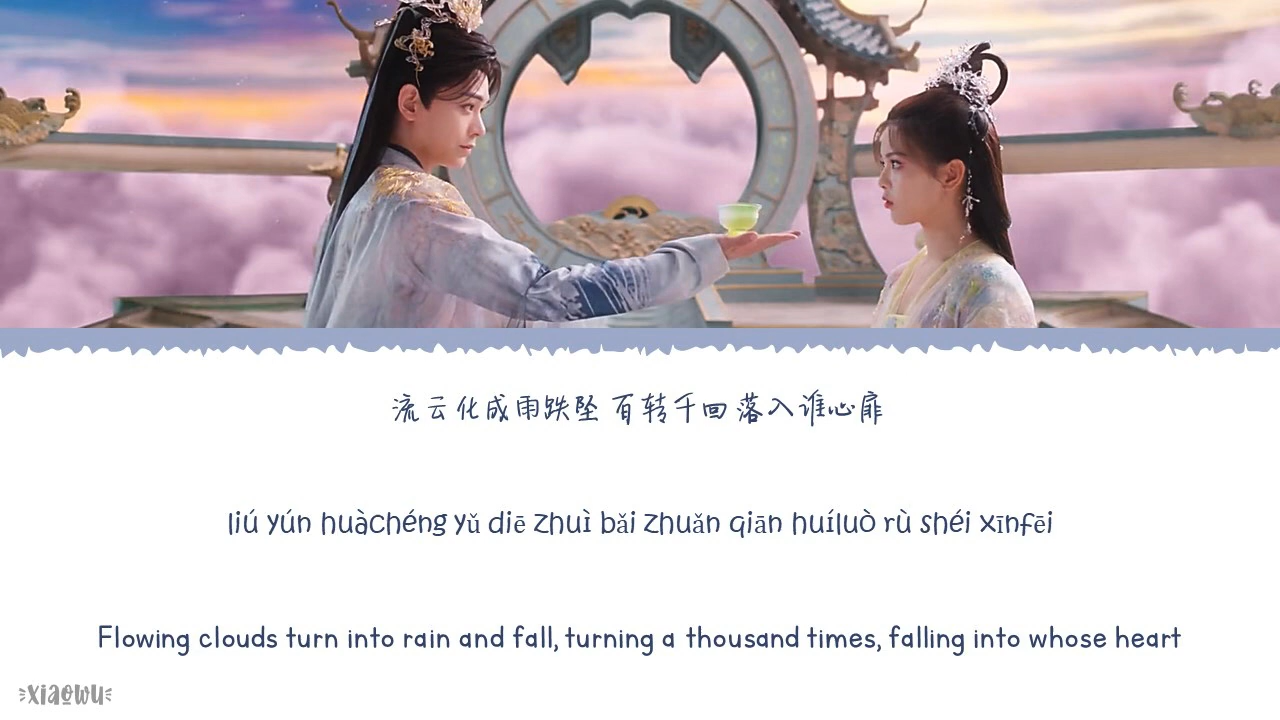 流云化成雨跌坠 百转千回 落入谁心扉
liú yún huàchéng yǔ diē zhuì bǎi zhuǎn qiān huíluò rù shéi xīnfēi
Flowing clouds turn into rain and fall, turning a thousand times, falling into whose heart
xiaowu